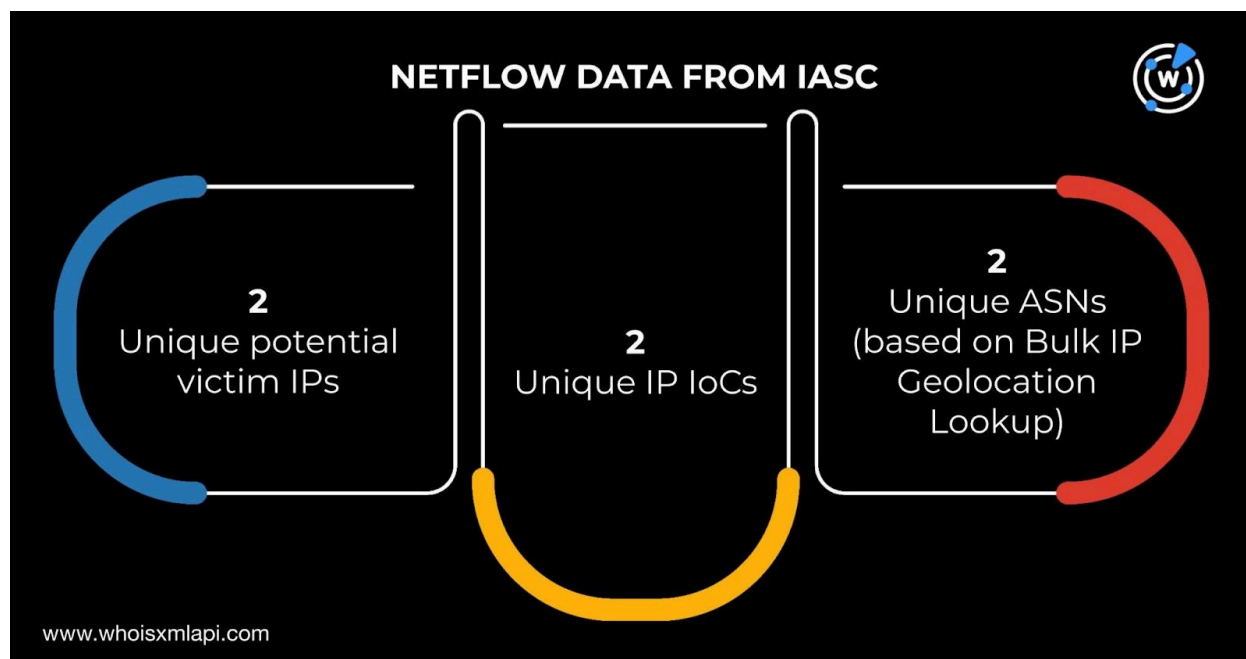 NETFLOW DATA FROM IASC
W
2
Unique potential
victim IPs
2
Unique IP IoCs
2
Unique ASNs
(based on Bulk IP
Geolocation
Lookup)
www.whoisxmlapi.com